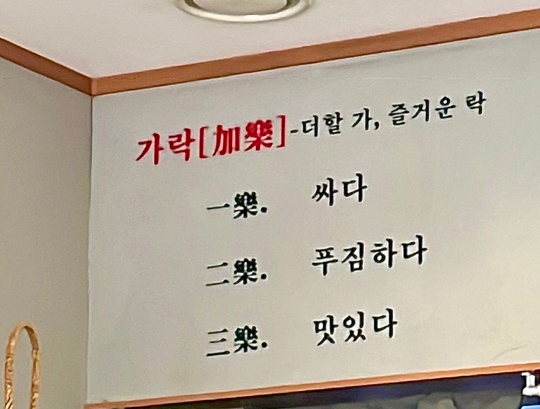 가락[加樂]-더할 가, 즐거운 락
一樂. 싸다
二樂. 푸짐하다
三樂. 맛있다